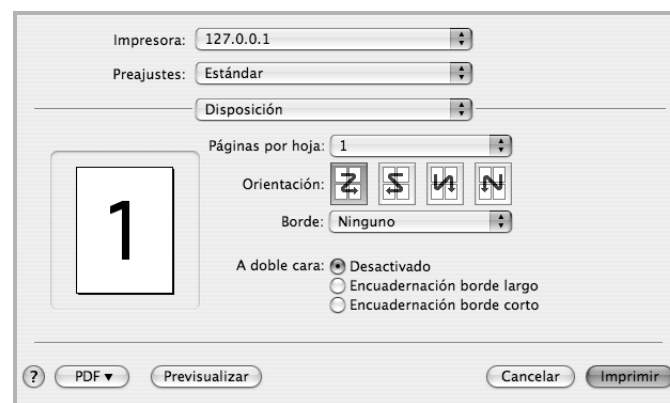 Impresora: 127.0.0.1
Preajustes: Estándar
Disposición
Páginas por hoja: 1
Orientación:
Borde: Ninguno
A doble cara: Desactivado
Encuadernación borde largo
Encuadernación borde corto
1
? PDF▼ Previsualizar Cancelar Imprimir